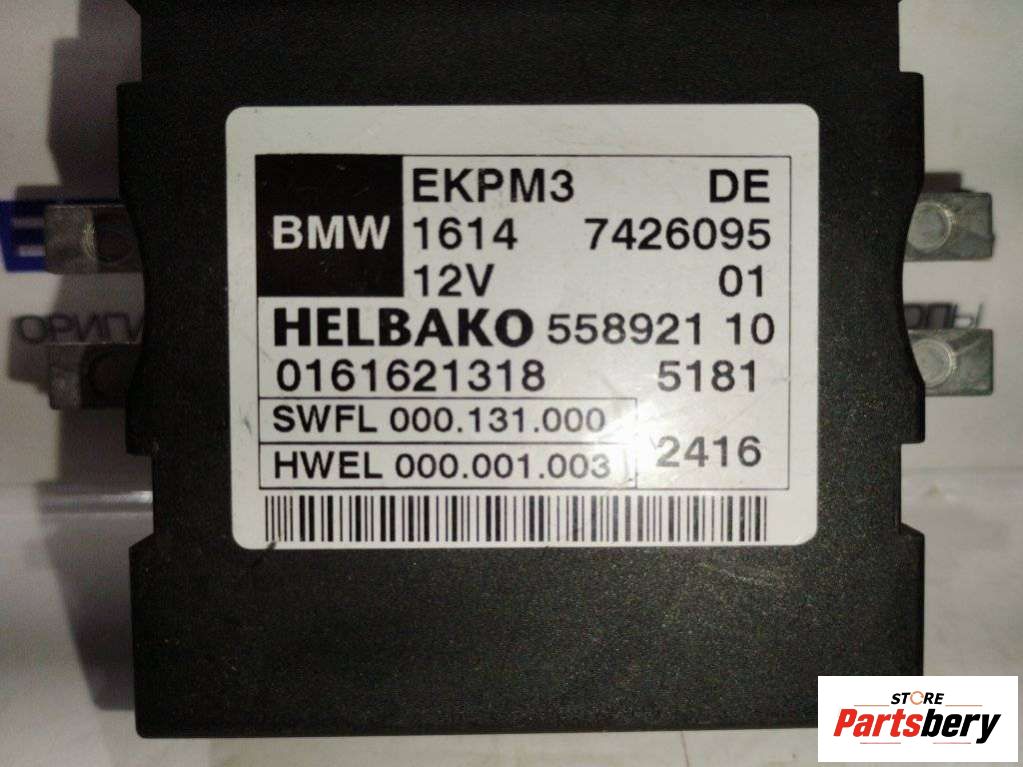 EKPM3 DE
BMW 1614 7426095
12V 01
HELBAKO 558921 10
0161621318 5181
SWFL 000.131.000
2416
HWEL 000.001.003
STORE
Partsbery